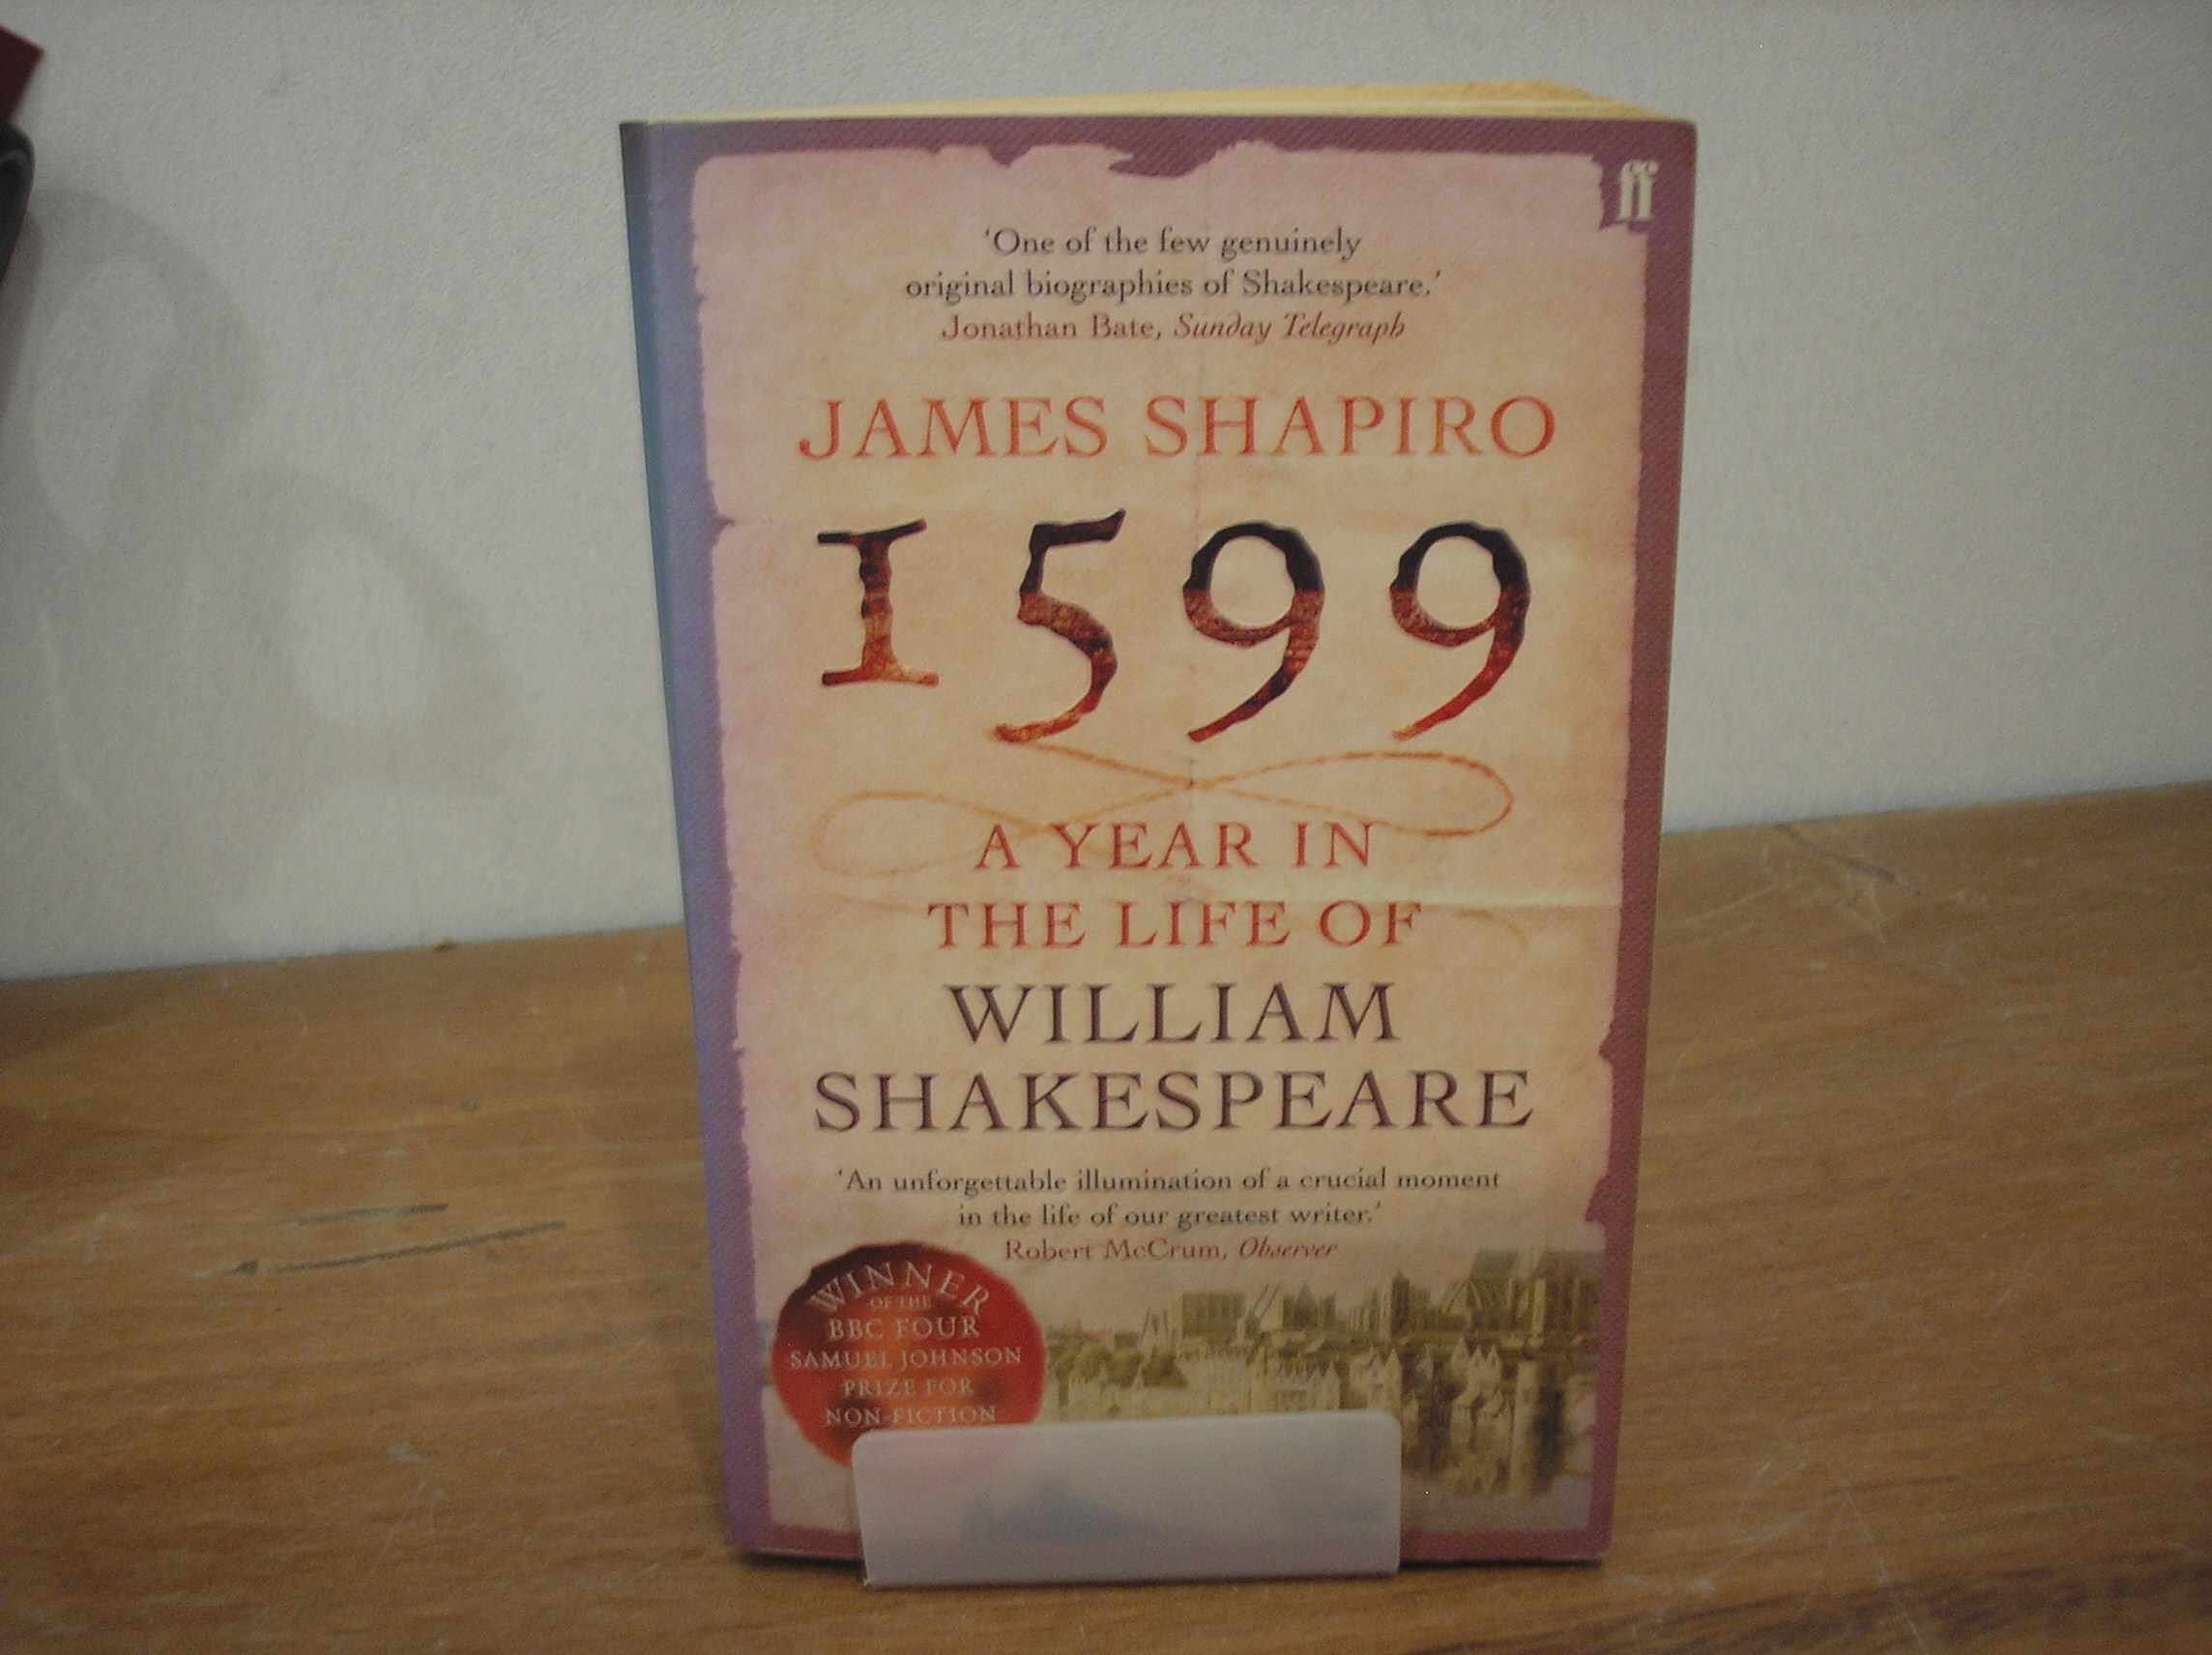 ff
‘One of the few genuinely
original biographies of Shakespeare.’
Jonathan Bate, Sunday Telegraph
JAMES SHAPIRO
1599
A YEAR IN
THE LIFE OF
WILLIAM
SHAKESPEARE
‘An unforgettable illumination of a crucial moment
in the life of our greatest writer.’
Robert McCrum, Observer
WINNER
OF THE
BBC FOUR
SAMUEL JOHNSON
PRIZE FOR
NON-FICTION